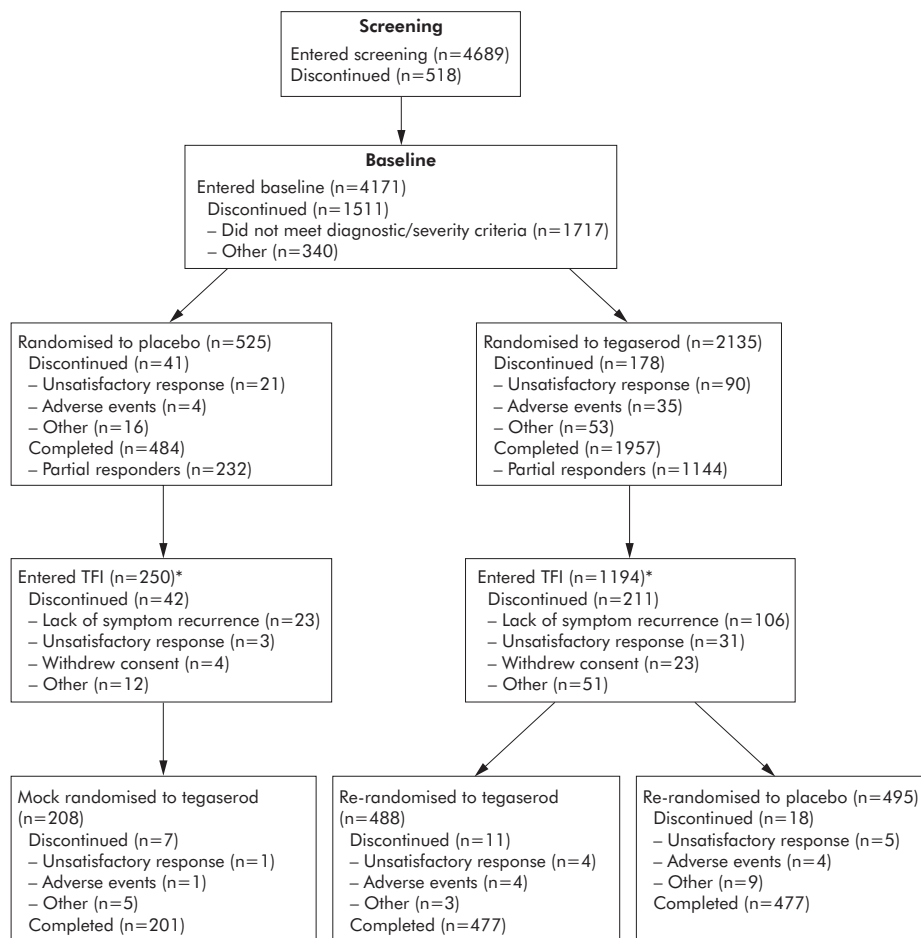 Screening
Entered screening (n=4689)
Discontinued (n=518)
Baseline
Entered baseline (n=4171)
Discontinued (n=1511)
– Did not meet diagnostic/severity criteria (n=1717)
– Other (n=340)
Randomised to placebo (n=525)
Discontinued (n=41)
– Unsatisfactory response (n=21)
– Adverse events (n=4)
– Other (n=16)
Completed (n=484)
– Partial responders (n=232)
Randomised to tegaserod (n=2135)
Discontinued (n=178)
– Unsatisfactory response (n=90)
– Adverse events (n=35)
– Other (n=53)
Completed (n=1957)
– Partial responders (n=1144)
Entered TFI (n=250)*
Discontinued (n=42)
– Lack of symptom recurrence (n=23)
– Unsatisfactory response (n=3)
– Withdrew consent (n=4)
– Other (n=12)
Entered TFI (n=1194)*
Discontinued (n=211)
– Lack of symptom recurrence (n=106)
– Unsatisfactory response (n=31)
– Withdrew consent (n=23)
– Other (n=51)
Mock randomised to tegaserod
(n=208)
Discontinued (n=7)
– Unsatisfactory response (n=1)
– Adverse events (n=1)
– Other (n=5)
Completed (n=201)
Re-randomised to tegaserod
(n=488)
Discontinued (n=11)
– Unsatisfactory response (n=4)
– Adverse events (n=4)
– Other (n=3)
Completed (n=477)
Re-randomised to placebo (n=495)
Discontinued (n=18)
– Unsatisfactory response (n=5)
– Adverse events (n=4)
– Other (n=9)
Completed (n=477)